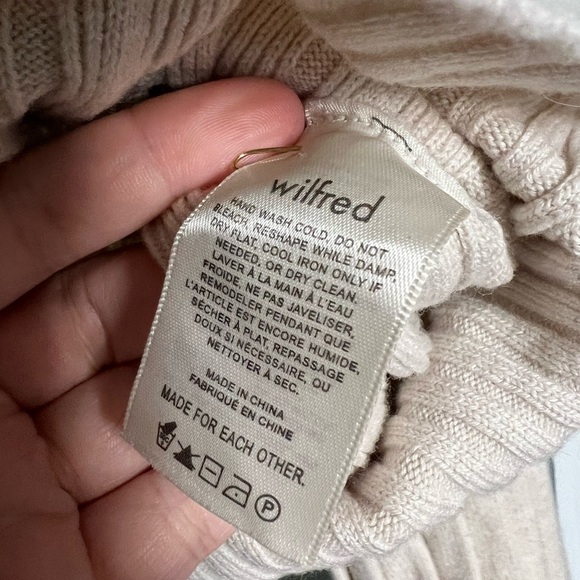 wilfred
HAND WASH COLD, DO NOT
BLEACH, RESHAPE WHILE DAMP,
DRY FLAT, COOL IRON ONLY IF
NEEDED, OR DRY CLEAN.
LAVER À LA MAIN À L'EAU
FROIDE, NE PAS JAVELISER,
REMODELER PENDANT QUE
L'ARTICLE EST ENCORE HUMIDE,
SÉCHER À PLAT, REPASSAGE
DOUX SI NÉCESSAIRE, OU
NETTOYER À SEC.
MADE IN CHINA
FABRIQUÉ EN CHINE
MADE FOR EACH OTHER.
P